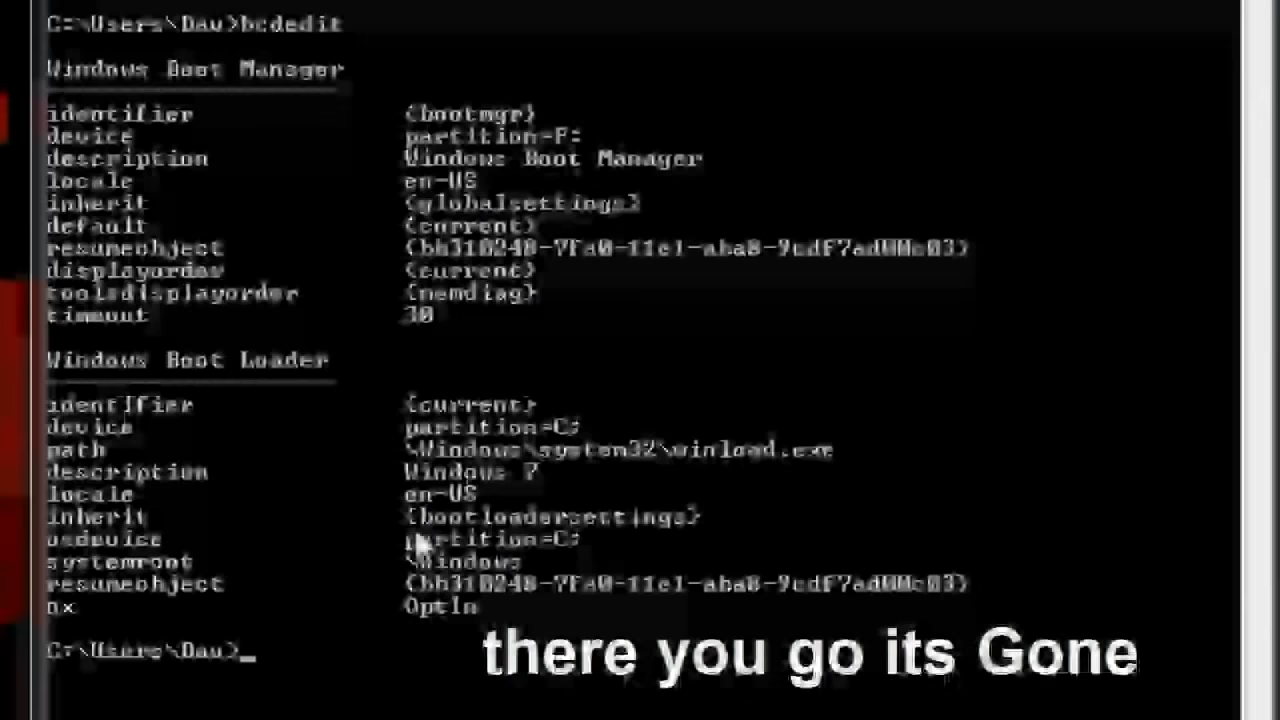 C:\Users\Dav>bcdedit
Windows Boot Manager
identifier {bootmgr}
device partition=F:
description Windows Boot Manager
locale en-US
inherit {globalsettings}
default {current}
resumeobject
displayorder {current}
toolsdisplayorder {memdiag}
timeout 30
Windows Boot Loader
identifier {current}
device partition=C:
path \Windows\system32\winload.exe
description Windows 7
locale en-US
inherit {bootloadersettings}
osdevice partition=C:
systemroot \Windows
resumeobject
nx OptIn
C:\Users\Dav>_
there you go its Gone